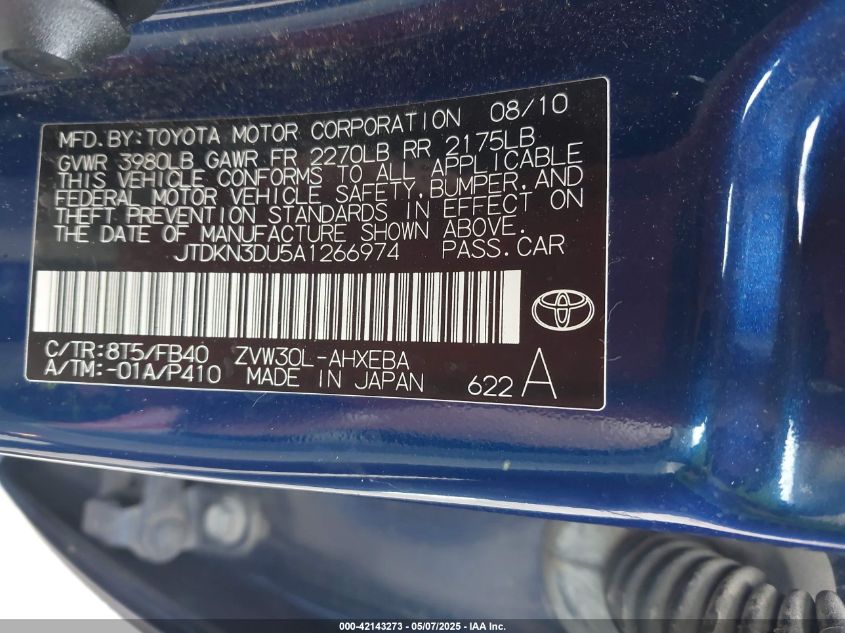 MFD. BY: TOYOTA MOTOR CORPORATION 08/10
GVWR 3980LB GAWR FR 2270LB RR 2175LB
THIS VEHICLE CONFORMS TO ALL APPLICABLE
FEDERAL MOTOR VEHICLE SAFETY, BUMPER, AND
THEFT PREVENTION STANDARDS IN EFFECT ON
THE DATE OF MANUFACTURE SHOWN ABOVE.
JTDKN3DU5A1266974 PASS. CAR
C/TR: 8T5/FB40 ZVW30L-AHXEBA
A/TM: -01A/P410 MADE IN JAPAN 622 A
000-42143273 - 05/07/2025 - IAA Inc.